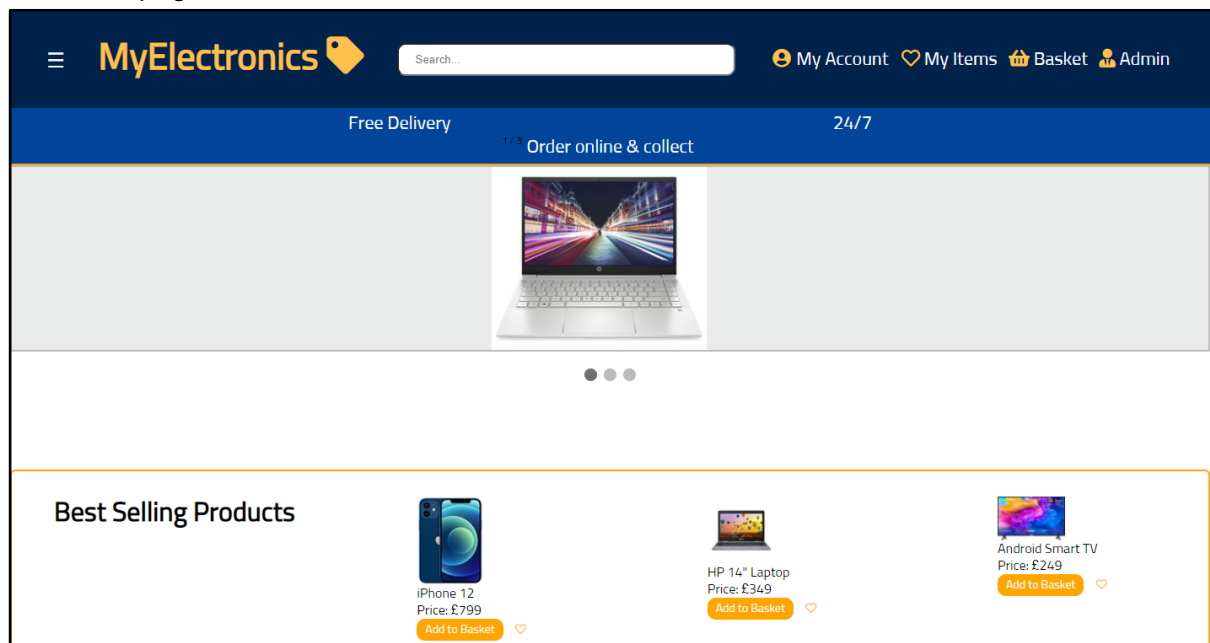 ☰ MyElectronics Search... My Account My Items Basket Admin
Free Delivery 24/7
1 / 3 Order online & collect
Best Selling Products
iPhone 12
Price: £799
Add to Basket
HP 14" Laptop
Price: £349
Add to Basket
Android Smart TV
Price: £249
Add to Basket